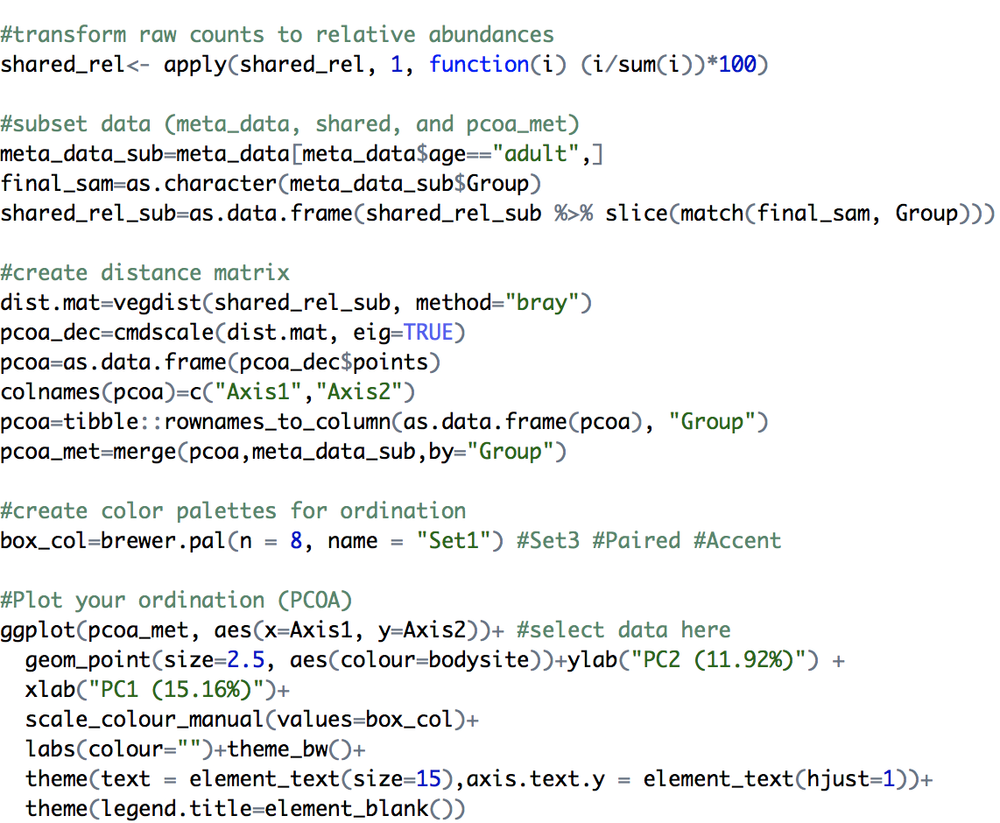 #transform raw counts to relative abundances
shared_rel<- apply(shared_rel, 1, function(i) (i/sum(i))*100)
#subset data (meta_data, shared, and pcoa_met)
meta_data_sub=meta_data[meta_data$age=="adult",]
final_sam=as.character(meta_data_sub$Group)
shared_rel_sub=as.data.frame(shared_rel_sub %>% slice(match(final_sam, Group)))
#create distance matrix
dist.mat=vegdist(shared_rel_sub, method="bray")
pcoa_dec=cmdscale(dist.mat, eig=TRUE)
pcoa=as.data.frame(pcoa_dec$points)
colnames(pcoa)=c("Axis1","Axis2")
pcoa=tibble::rownames_to_column(as.data.frame(pcoa), "Group")
pcoa_met=merge(pcoa,meta_data_sub,by="Group")
#create color palettes for ordination
box_col=brewer.pal(n = 8, name = "Set1") #Set3 #Paired #Accent
#Plot your ordination (PCOA)
ggplot(pcoa_met, aes(x=Axis1, y=Axis2))+ #select data here
  geom_point(size=2.5, aes(colour=bodysite))+ylab("PC2 (11.92%)") +
  xlab("PC1 (15.16%)")+
  scale_colour_manual(values=box_col)+
  labs(colour="")+theme_bw()+
  theme(text = element_text(size=15),axis.text.y = element_text(hjust=1))+
  theme(legend.title=element_blank())